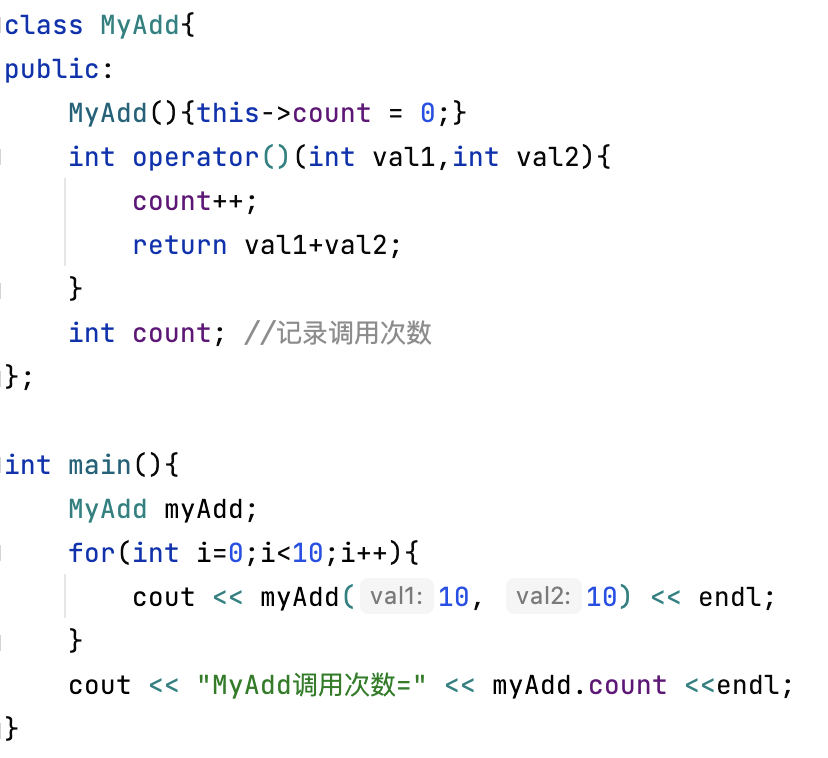 class MyAdd{
public:
    MyAdd(){this->count = 0;}
    int operator()(int val1,int val2){
        count++;
        return val1+val2;
    }
    int count; //记录调用次数
};

int main(){
    MyAdd myAdd;
    for(int i=0;i<10;i++){
        cout << myAdd( val1: 10, val2: 10) << endl;
    }
    cout << "MyAdd调用次数=" << myAdd.count <<endl;
}